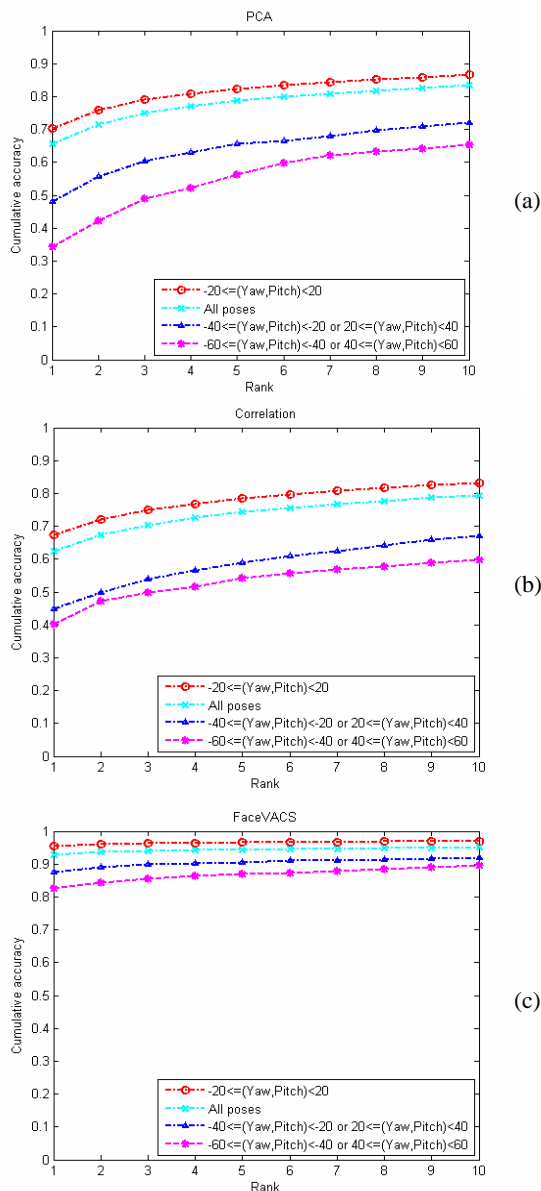 PCA
1
0.9
0.8
0.7
0.6
0.5
0.4
0.3
0.2
0.1
0
Cumulative accuracy
-20<=(Yaw,Pitch)<20
All poses
-40<=(Yaw,Pitch)<-20 or 20<=(Yaw,Pitch)<40
-60<=(Yaw,Pitch)<-40 or 40<=(Yaw,Pitch)<60
1 2 3 4 5 6 7 8 9 10
Rank
(a)
Correlation
1
0.9
0.8
0.7
0.6
0.5
0.4
0.3
0.2
0.1
0
Cumulative accuracy
-20<=(Yaw,Pitch)<20
All poses
-40<=(Yaw,Pitch)<-20 or 20<=(Yaw,Pitch)<40
-60<=(Yaw,Pitch)<-40 or 40<=(Yaw,Pitch)<60
1 2 3 4 5 6 7 8 9 10
Rank
(b)
FaceVACS
1
0.9
0.8
0.7
0.6
0.5
0.4
0.3
0.2
0.1
0
Cumulative accuracy
-20<=(Yaw,Pitch)<20
All poses
-40<=(Yaw,Pitch)<-20 or 20<=(Yaw,Pitch)<40
-60<=(Yaw,Pitch)<-40 or 40<=(Yaw,Pitch)<60
1 2 3 4 5 6 7 8 9 10
Rank
(c)